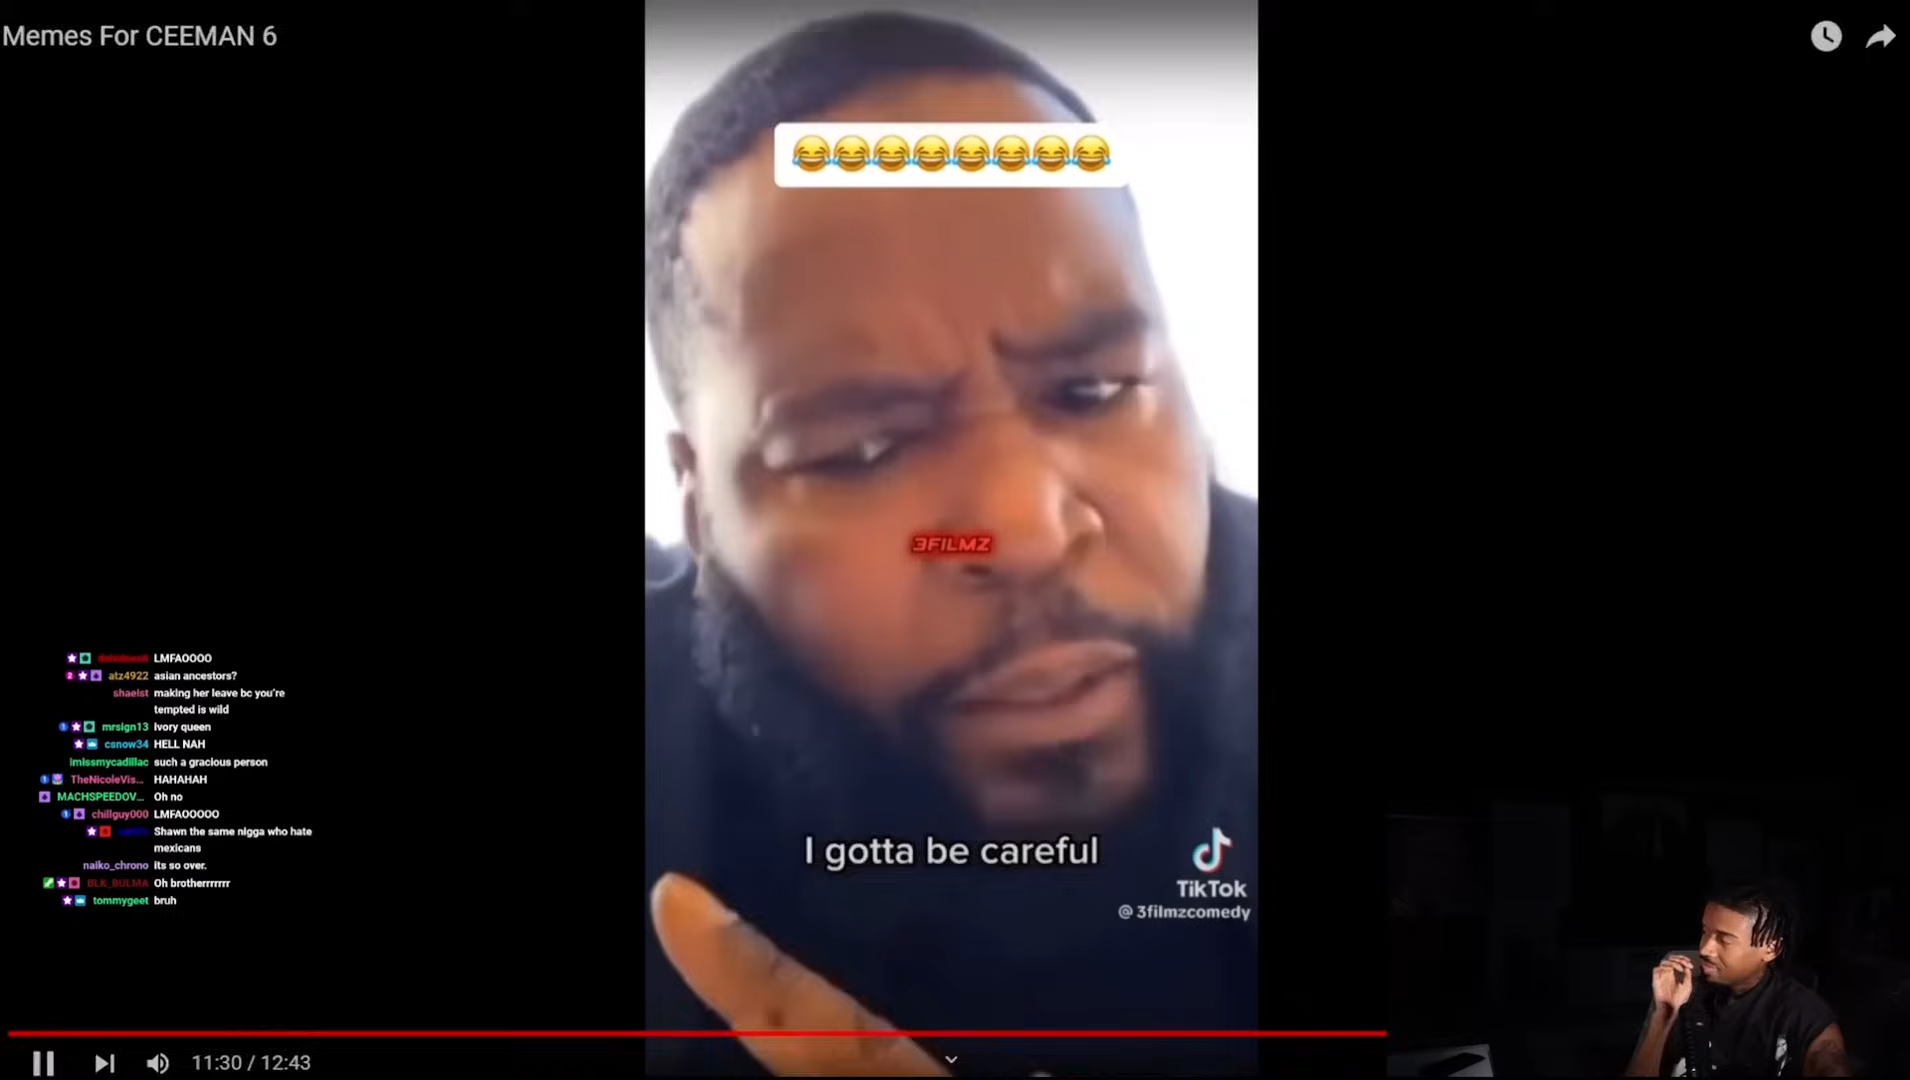 Memes For CEEMAN 6
😂😂😂😂😂😂😂😂
3FILMZ
LMFAOOOO
atz4922 asian ancestors?
shaelst making her leave bc you're
tempted is wild
mrsign13 Ivory queen
csnow34 HELL NAH
imissmycadillac such a gracious person
TheNicoleVis... HAHAHAH
MACHSPEEDOV... Oh no
chillguy000 LMFAOOOOO
Shawn the same nigga who hate
mexicans
naiko_chrono its so over.
BLK_BULMA Oh brotherrrrrrr
tommygeet bruh
I gotta be careful
TikTok
@3filmzcomedy
11:30 / 12:43